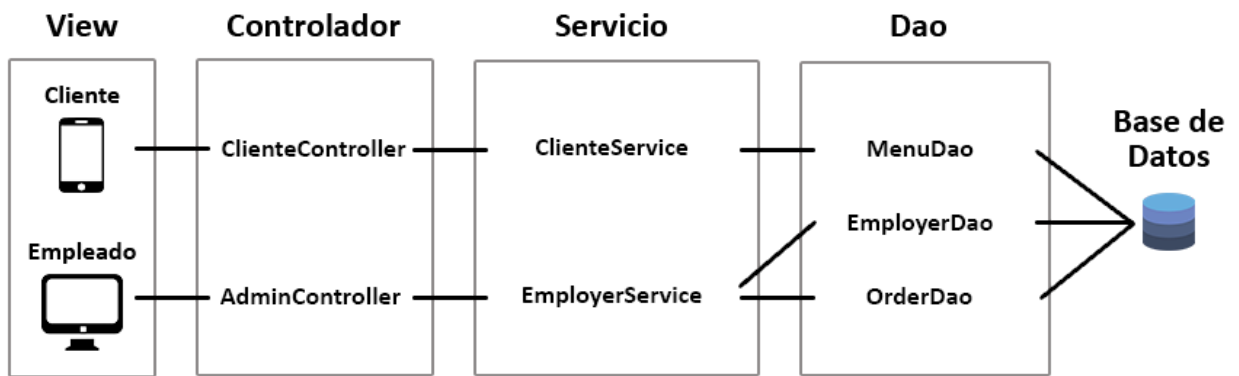 View
Controlador
Servicio
Dao
Cliente
ClienteController
ClienteService
MenuDao
Base de
Datos
EmployerDao
Empleado
AdminController
EmployerService
OrderDao